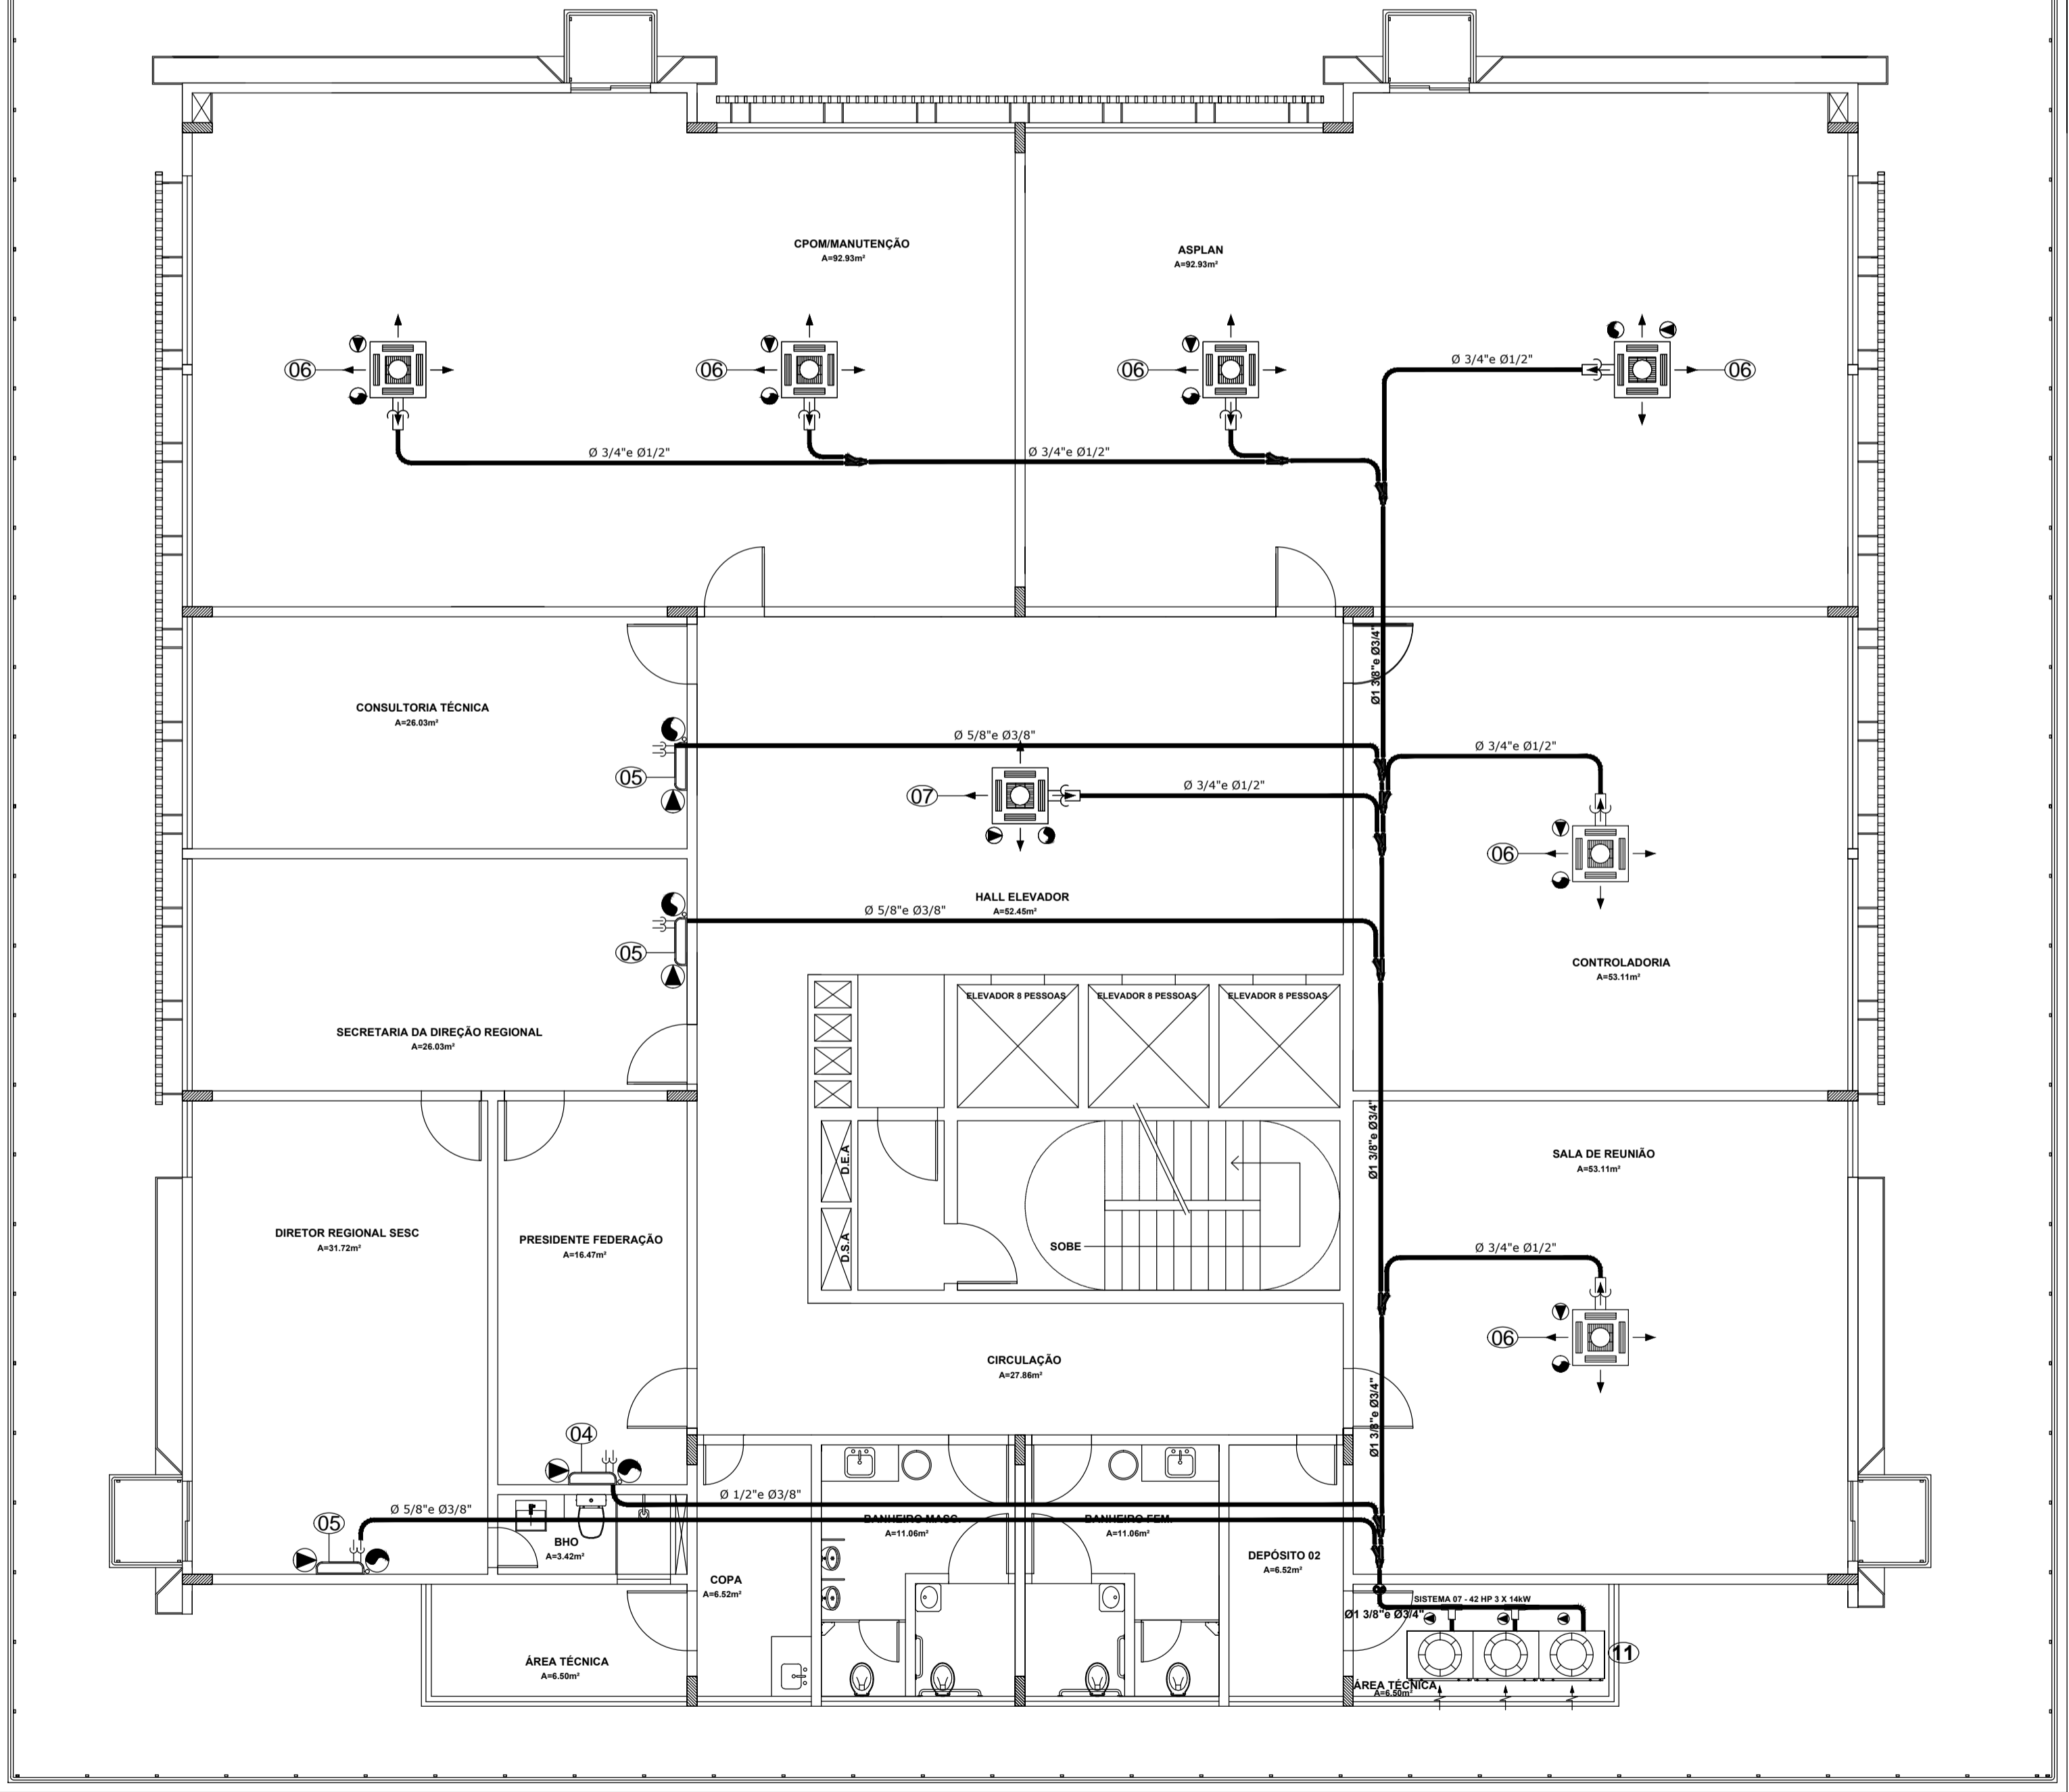 CPOM/MANUTENÇÃO
A=92.93m²
ASPLAN
A=92.93m²
06
06
06
Ø 3/4"e Ø1/2"
06
Ø 3/4"e Ø1/2"
Ø 3/4"e Ø1/2"
Ø1 3/8"e Ø3/4"
CONSULTORIA TÉCNICA
A=26.03m²
05
Ø 5/8"e Ø3/8"
07
Ø 3/4"e Ø1/2"
Ø 3/4"e Ø1/2"
06
HALL ELEVADOR
A=52.45m²
Ø 5/8"e Ø3/8"
05
SECRETARIA DA DIREÇÃO REGIONAL
A=26.03m²
CONTROLADORIA
A=53.11m²
ELEVADOR 8 PESSOAS
ELEVADOR 8 PESSOAS
ELEVADOR 8 PESSOAS
D.E.A
D.S.A
SOBE
Ø1 3/8"e Ø3/4"
SALA DE REUNIÃO
A=53.11m²
DIRETOR REGIONAL SESC
A=31.72m²
PRESIDENTE FEDERAÇÃO
A=16.47m²
Ø 3/4"e Ø1/2"
06
CIRCULAÇÃO
A=27.86m²
Ø1 3/8"e Ø3/4"
04
Ø 1/2"e Ø3/8"
Ø 5/8"e Ø3/8"
05
BHO
A=3.42m²
BANHEIRO MASC.
A=11.06m²
BANHEIRO FEM.
A=11.06m²
DEPÓSITO 02
A=6.52m²
COPA
A=6.52m²
SISTEMA 07 - 42 HP 3 X 14kW
Ø1 3/8"e Ø3/4"
11
ÁREA TÉCNICA
A=6.50m²
ÁREA TÉCNICA
A=6.50m²